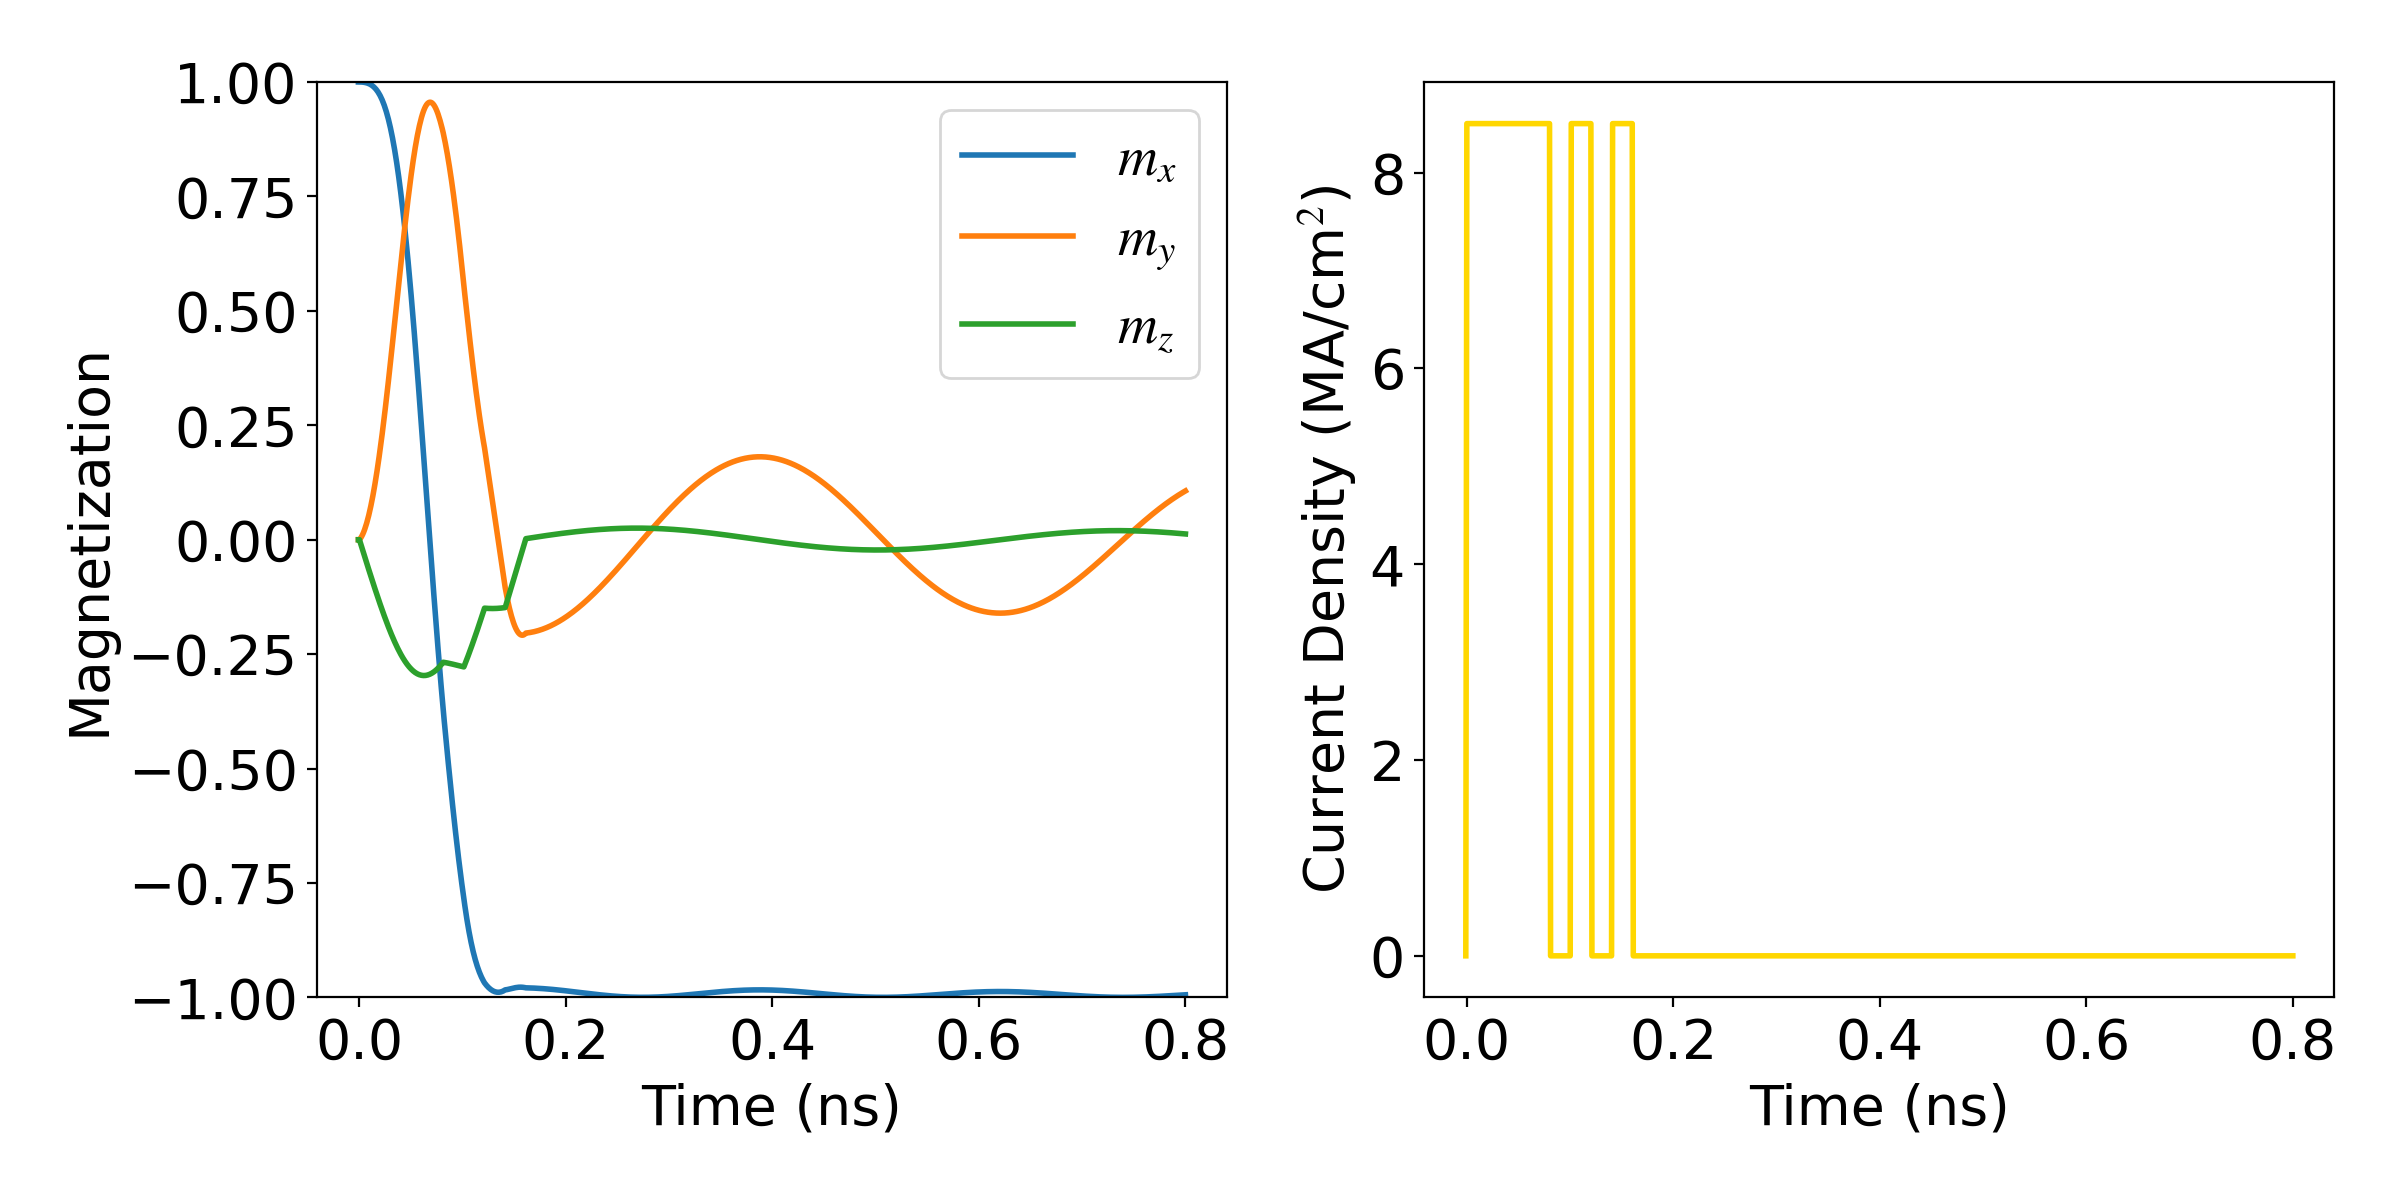 Magnetization
1.00
0.75
0.50
0.25
0.00
−0.25
−0.50
−0.75
−1.00
0.0 0.2 0.4 0.6 0.8
Time (ns)
m_x
m_y
m_z
Current Density (MA/cm²)
8
6
4
2
0
0.0 0.2 0.4 0.6 0.8
Time (ns)